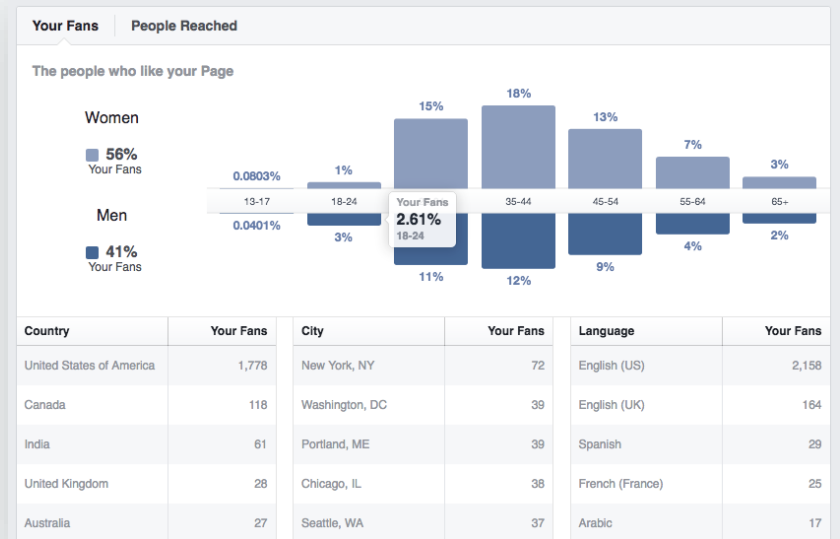 Your Fans People Reached
The people who like your Page
Women
56%
Your Fans
Men
41%
Your Fans
0.0803% 1% 15% 18% 13% 7% 3%
13-17 18-24 35-44 45-54 55-64 65+
0.0401% 3% 11% 12% 9% 4% 2%
Your Fans
2.61%
18-24
Country Your Fans City Your Fans Language Your Fans
United States of America 1,778 New York, NY 72 English (US) 2,158
Canada 118 Washington, DC 39 English (UK) 164
India 61 Portland, ME 39 Spanish 29
United Kingdom 28 Chicago, IL 38 French (France) 25
Australia 27 Seattle, WA 37 Arabic 17